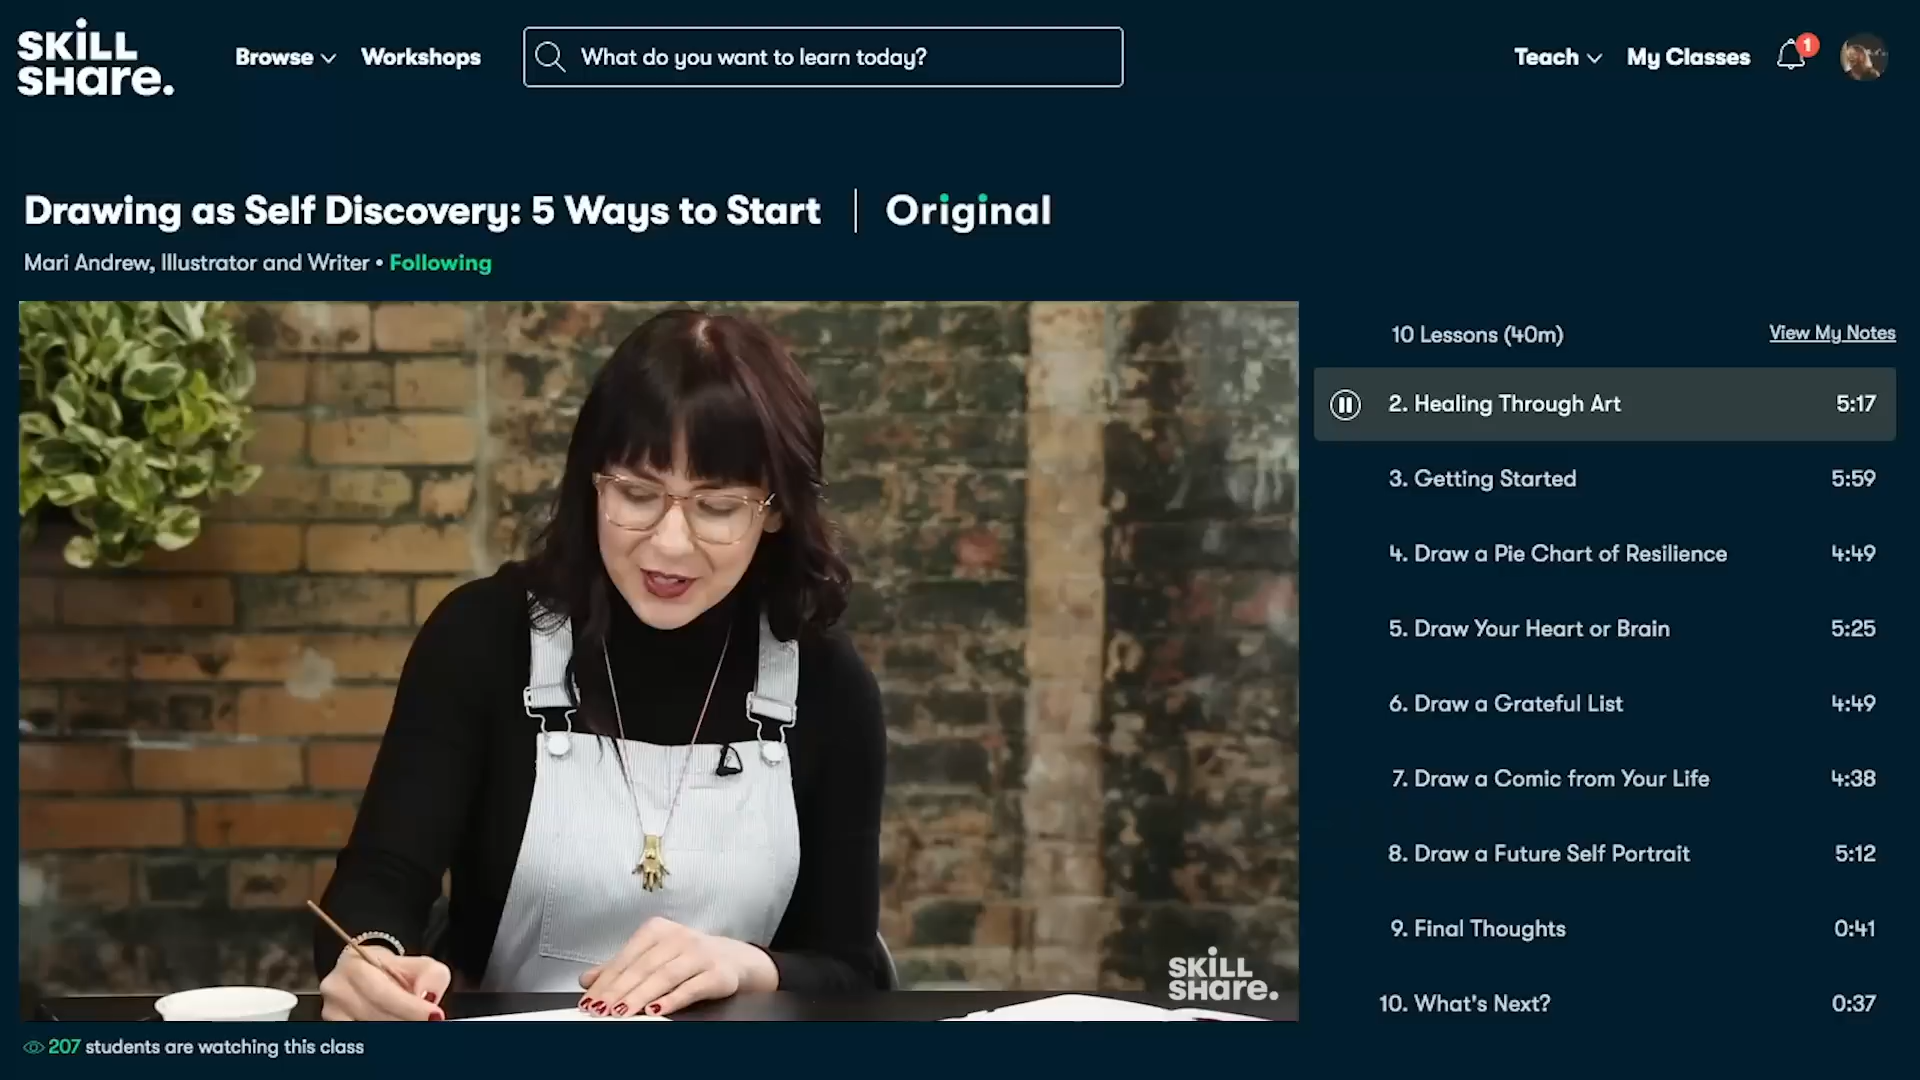 SKiLL
SHare.
Browse
Workshops
What do you want to learn today?
Teach
My Classes
1
Drawing as Self Discovery: 5 Ways to Start
Original
Mari Andrew, Illustrator and Writer • Following
10 Lessons (40m)
View My Notes
2. Healing Through Art 5:17
3. Getting Started 5:59
4. Draw a Pie Chart of Resilience 4:49
5. Draw Your Heart or Brain 5:25
6. Draw a Grateful List 4:49
7. Draw a Comic from Your Life 4:38
8. Draw a Future Self Portrait 5:12
9. Final Thoughts 0:41
10. What's Next? 0:37
SKiLL
SHare.
207 students are watching this class